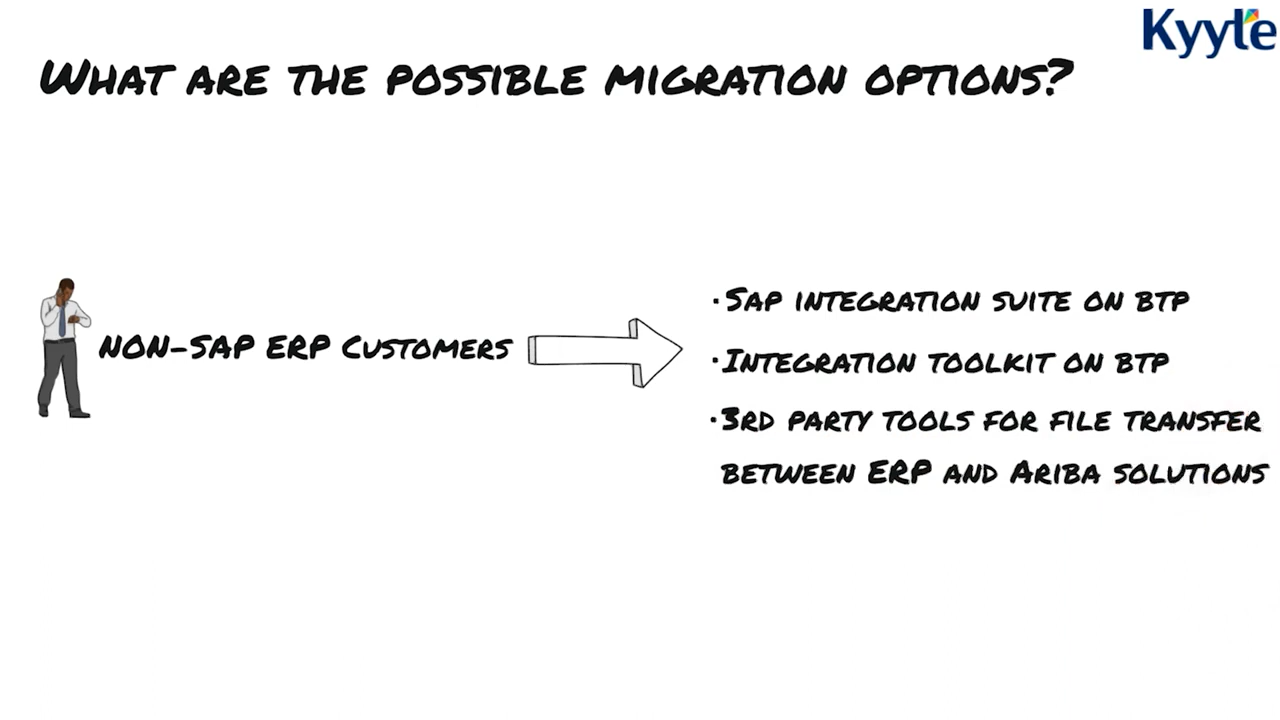 Kyyte
What are the possible migration options?
Non-SAP ERP Customers
· SAP integration suite on BTP
· Integration toolkit on BTP
· 3rd party tools for file transfer
between ERP and Ariba solutions